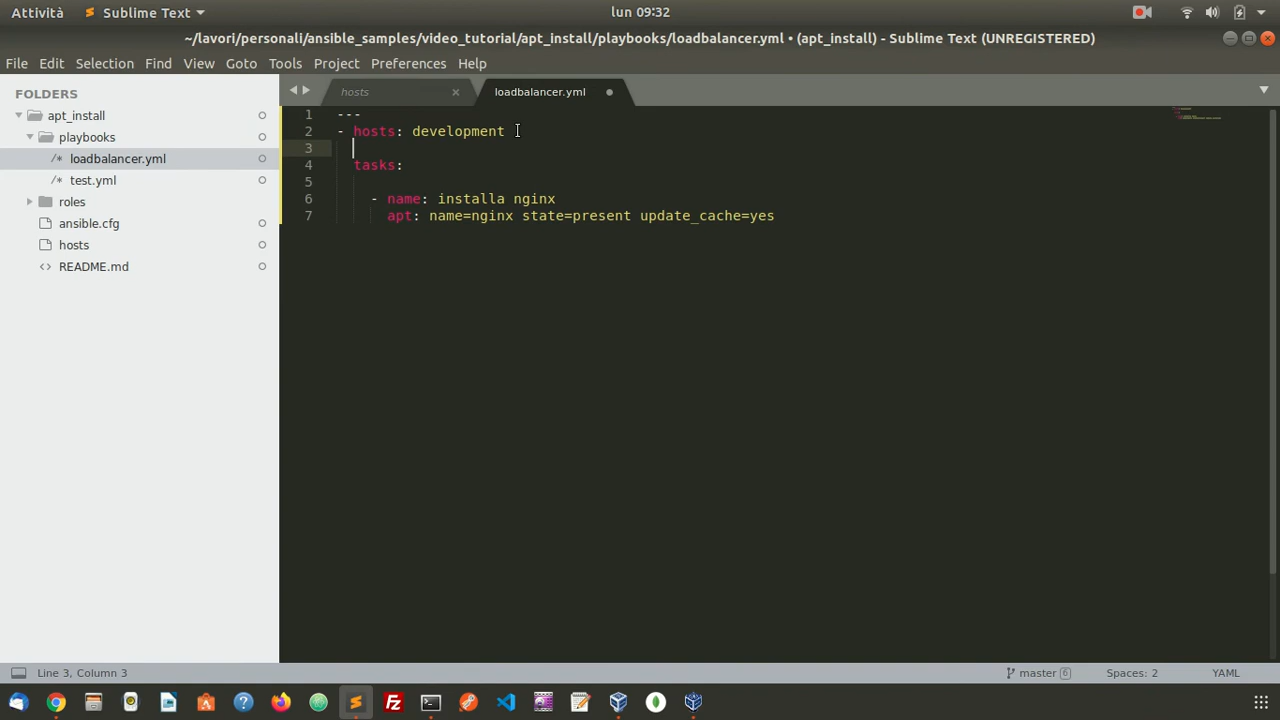 Attività Sublime Text lun 09:32
~/lavori/personali/ansible_samples/video_tutorial/apt_install/playbooks/loadbalancer.yml • (apt_install) - Sublime Text (UNREGISTERED)
File Edit Selection Find View Goto Tools Project Preferences Help
FOLDERS
apt_install
playbooks
/* loadbalancer.yml
/* test.yml
roles
ansible.cfg
hosts
<> README.md
hosts × loadbalancer.yml
1 ---
2 - hosts: development
3
4 tasks:
5
6 - name: installa nginx
7 apt: name=nginx state=present update_cache=yes
Line 3, Column 3 master 6 Spaces: 2 YAML